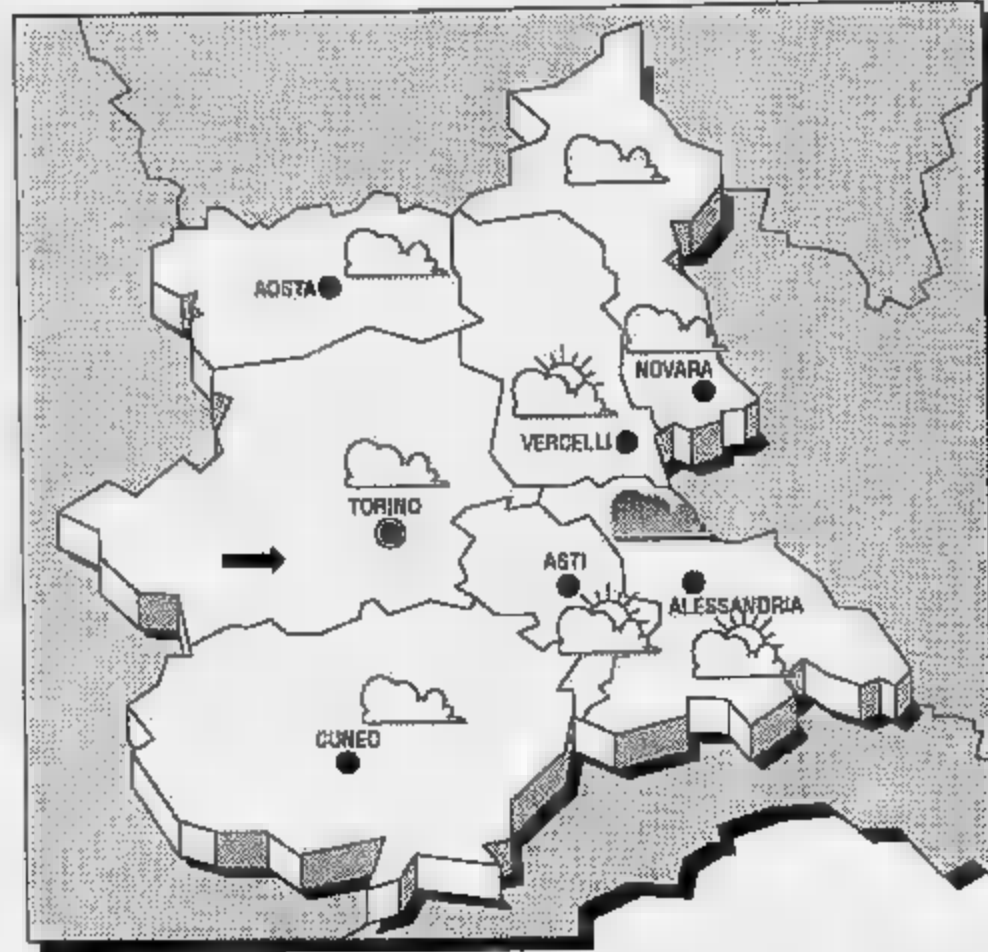 AOSTA
NOVARA
VERCELLI
TORINO
ASTI
ALESSANDRIA
CUNEO